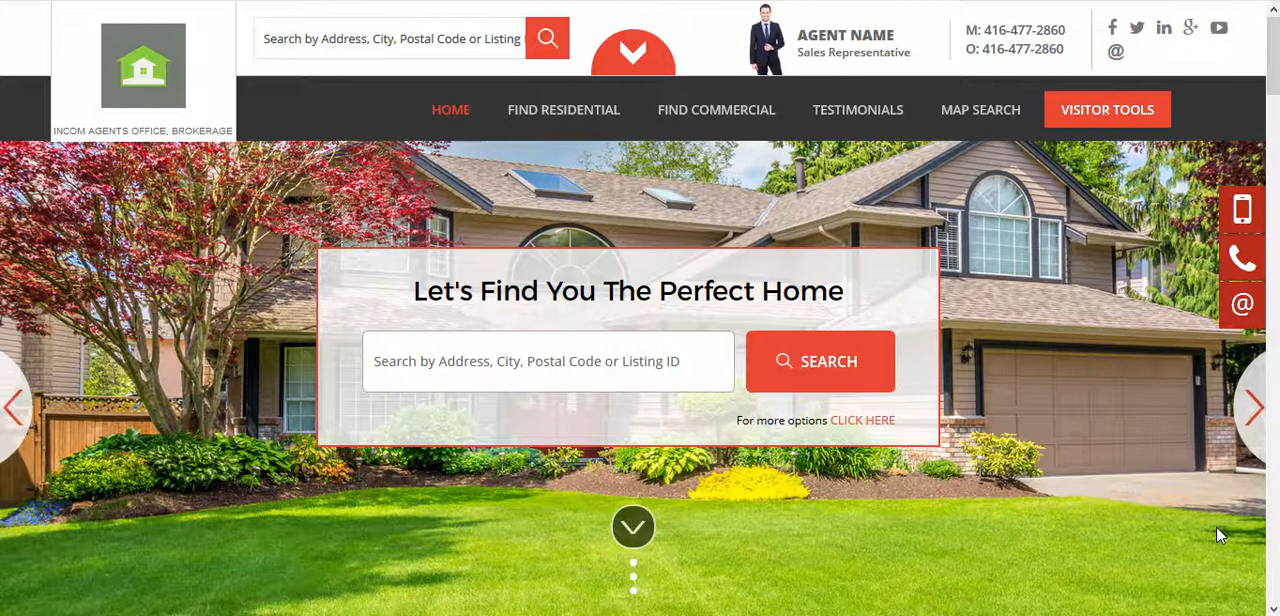 INCOM AGENTS OFFICE, BROKERAGE
Search by Address, City, Postal Code or Listing
AGENT NAME
Sales Representative
M: 416-477-2860
O: 416-477-2860
HOME
FIND RESIDENTIAL
FIND COMMERCIAL
TESTIMONIALS
MAP SEARCH
VISITOR TOOLS
Let's Find You The Perfect Home
Search by Address, City, Postal Code or Listing ID
SEARCH
For more options CLICK HERE